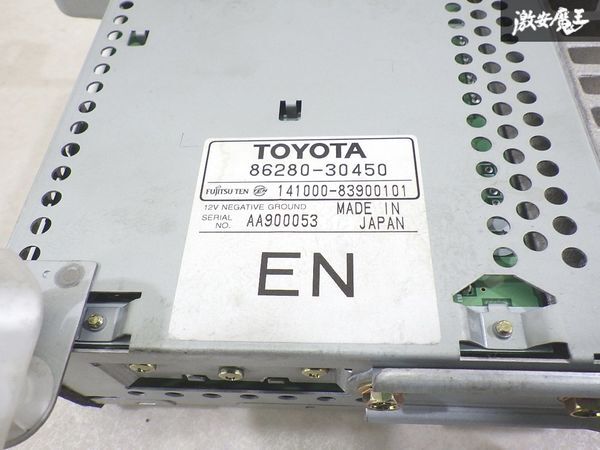 激安魔王
TOYOTA
86280-30450
FUJITSU TEN 141000-83900101
12V NEGATIVE GROUND MADE IN
SERIAL NO. AA900053 JAPAN
EN